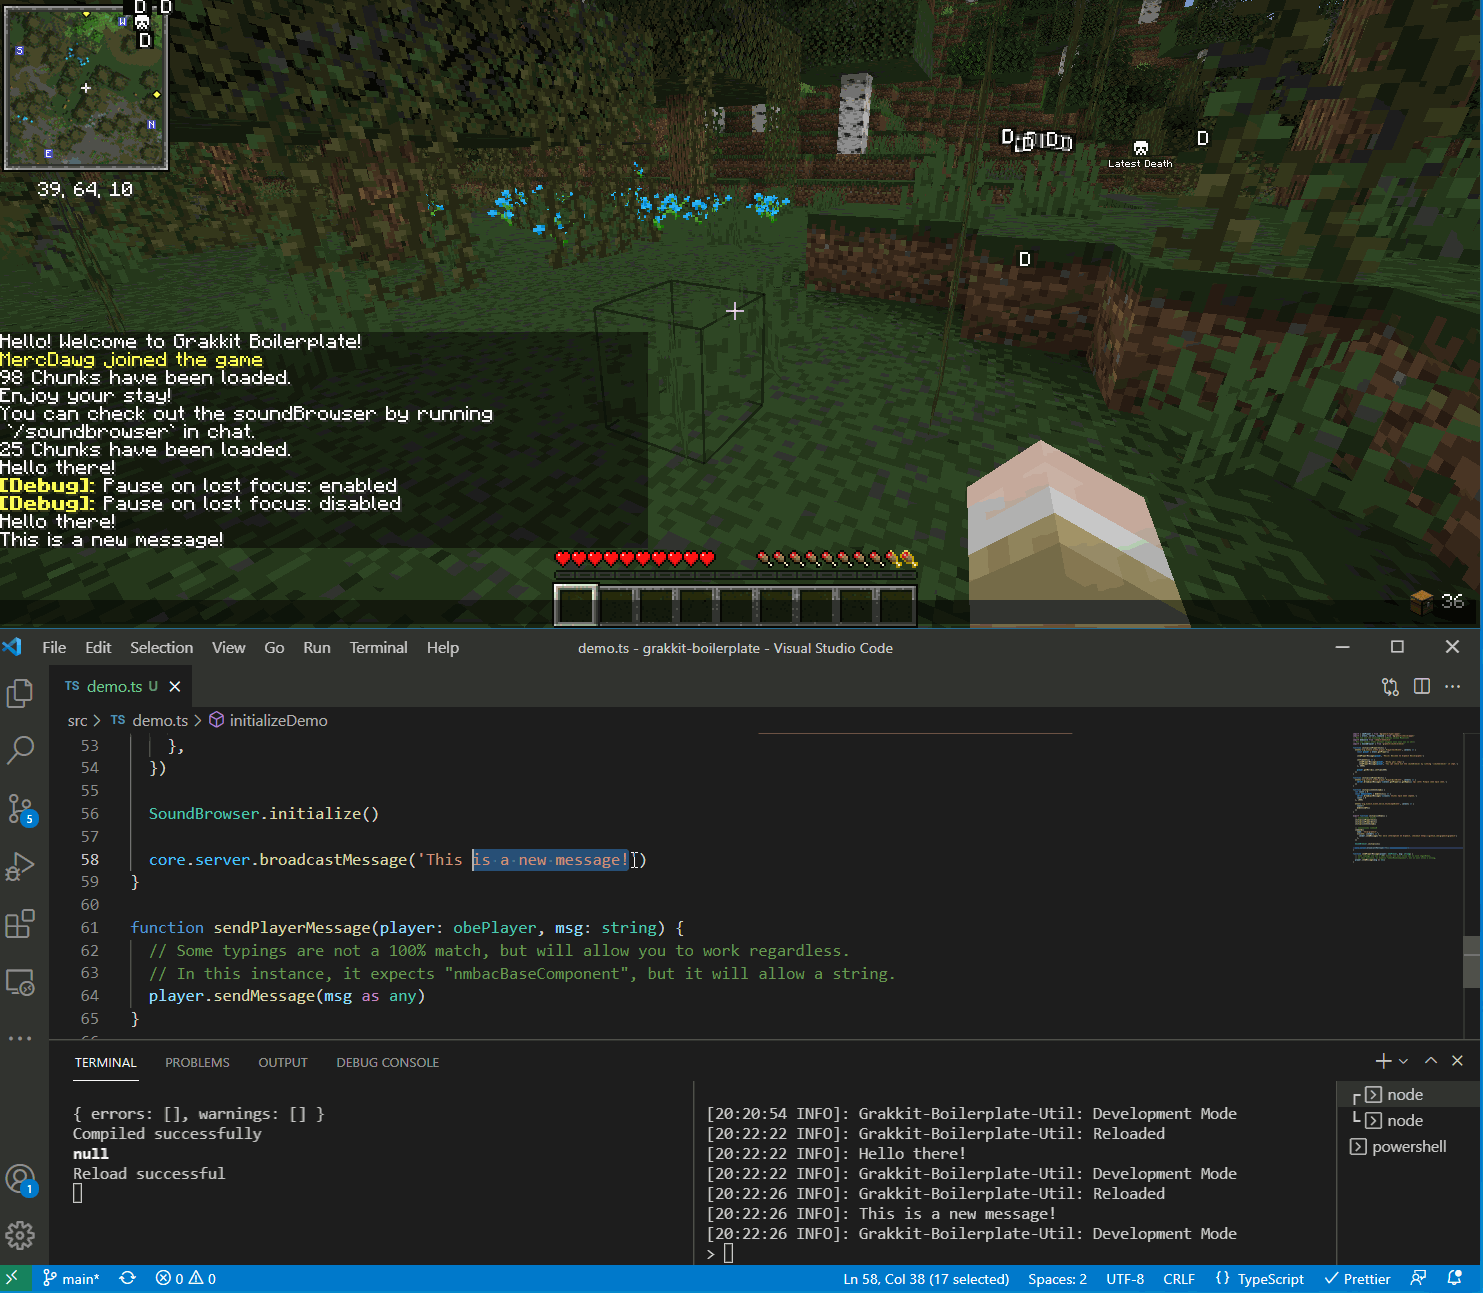 D D
W
D
S
N
E
39, 64, 10
D D D D
Latest Death
D
D
Hello! Welcome to Grakkit Boilerplate!
MercDawg joined the game
98 Chunks have been loaded.
Enjoy your stay!
You can check out the soundBrowser by running
`/soundbrowser` in chat.
25 Chunks have been loaded.
Hello there!
[Debug]: Pause on lost focus: enabled
[Debug]: Pause on lost focus: disabled
Hello there!
This is a new message!
36
File Edit Selection View Go Run Terminal Help
demo.ts - grakkit-boilerplate - Visual Studio Code
TS demo.ts U
src > TS demo.ts > initializeDemo
53 },
54 })
55
56 SoundBrowser.initialize()
57
58 core.server.broadcastMessage('This is a new message!')
59 }
60
61 function sendPlayerMessage(player: obePlayer, msg: string) {
62 // Some typings are not a 100% match, but will allow you to work regardless.
63 // In this instance, it expects "nmbacBaseComponent", but it will allow a string.
64 player.sendMessage(msg as any)
65 }
5
1
TERMINAL PROBLEMS OUTPUT DEBUG CONSOLE
{ errors: [], warnings: [] }
Compiled successfully
null
Reload successful
[20:20:54 INFO]: Grakkit-Boilerplate-Util: Development Mode
[20:22:22 INFO]: Grakkit-Boilerplate-Util: Reloaded
[20:22:22 INFO]: Hello there!
[20:22:22 INFO]: Grakkit-Boilerplate-Util: Development Mode
[20:22:26 INFO]: Grakkit-Boilerplate-Util: Reloaded
[20:22:26 INFO]: This is a new message!
[20:22:26 INFO]: Grakkit-Boilerplate-Util: Development Mode
>
node
node
powershell
main* 0 0
Ln 58, Col 38 (17 selected) Spaces: 2 UTF-8 CRLF {} TypeScript Prettier